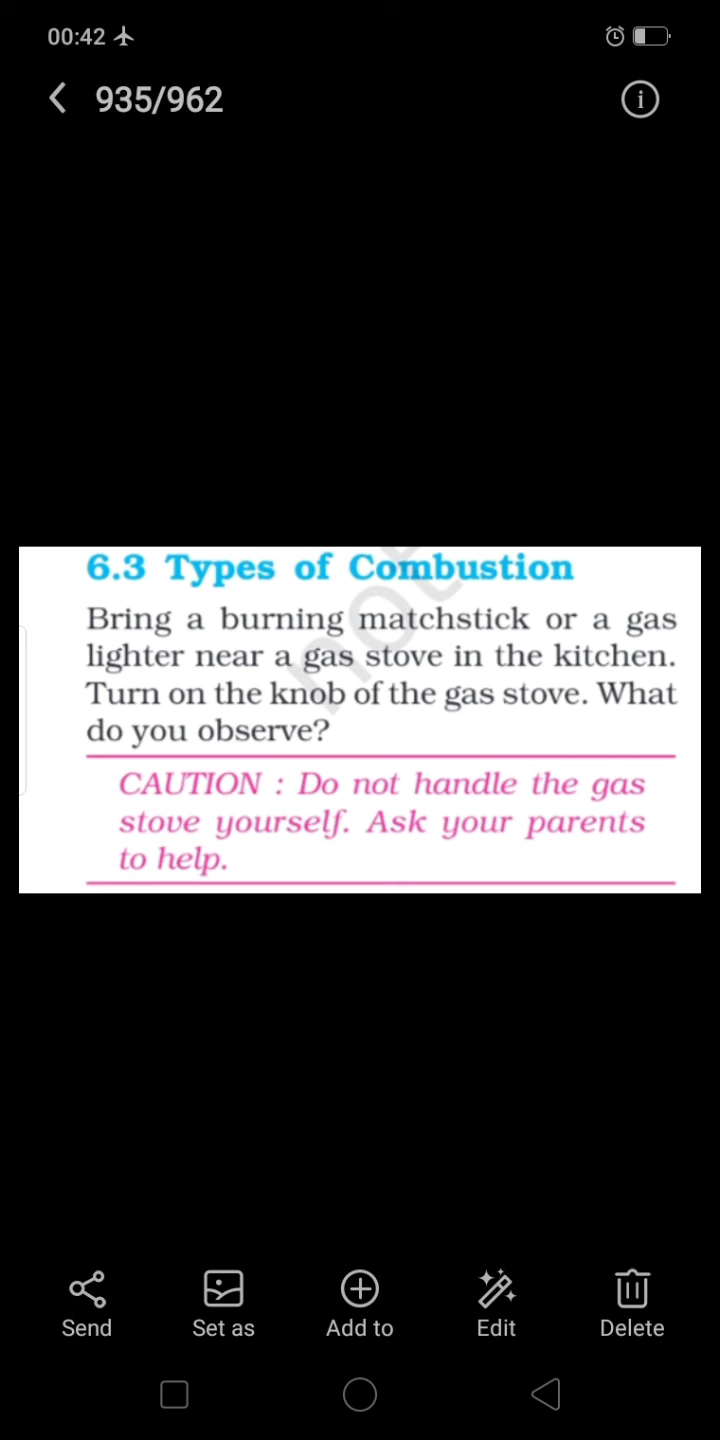 00:42
935/962
6.3 Types of Combustion
Bring a burning matchstick or a gas
lighter near a gas stove in the kitchen.
Turn on the knob of the gas stove. What
do you observe?
CAUTION : Do not handle the gas
stove yourself. Ask your parents
to help.
not
Send Set as Add to Edit Delete